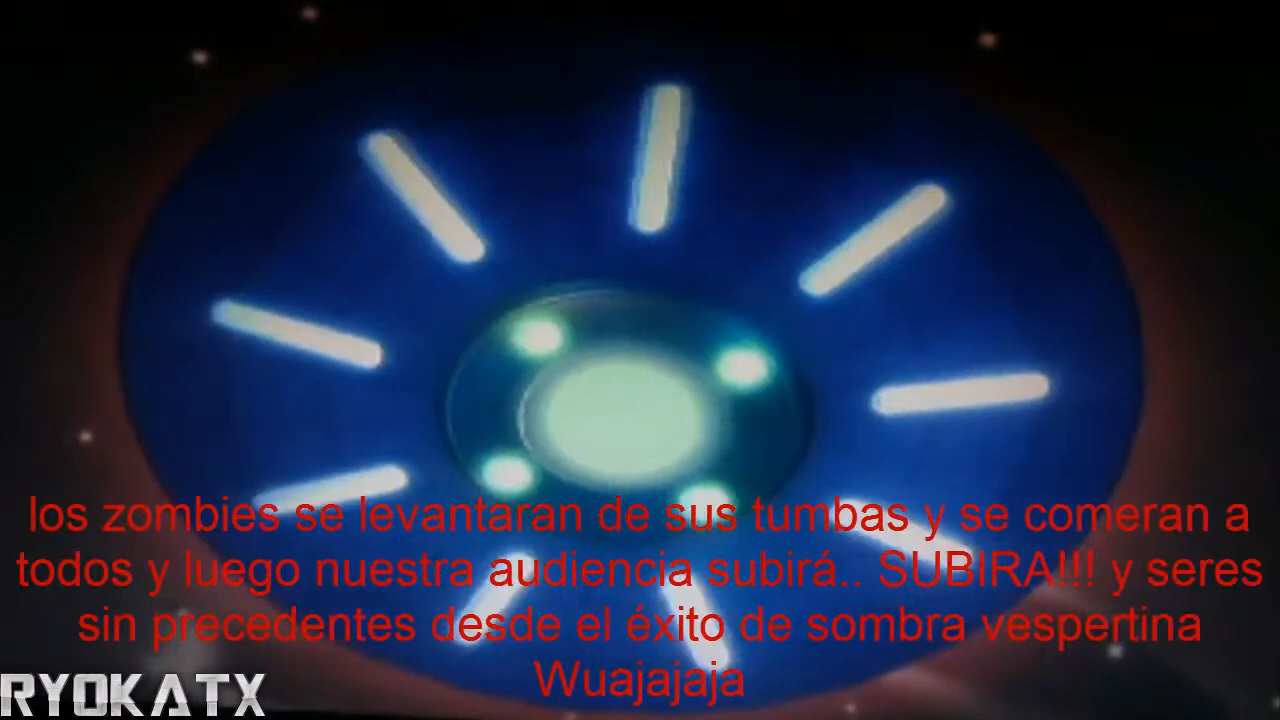 los zombies se levantaran de sus tumbas y se comeran a
todos y luego nuestra audiencia subirá.. SUBIRA!!! y seres
sin precedentes desde el éxito de sombra vespertina
Wuajajaja
RYOKATX